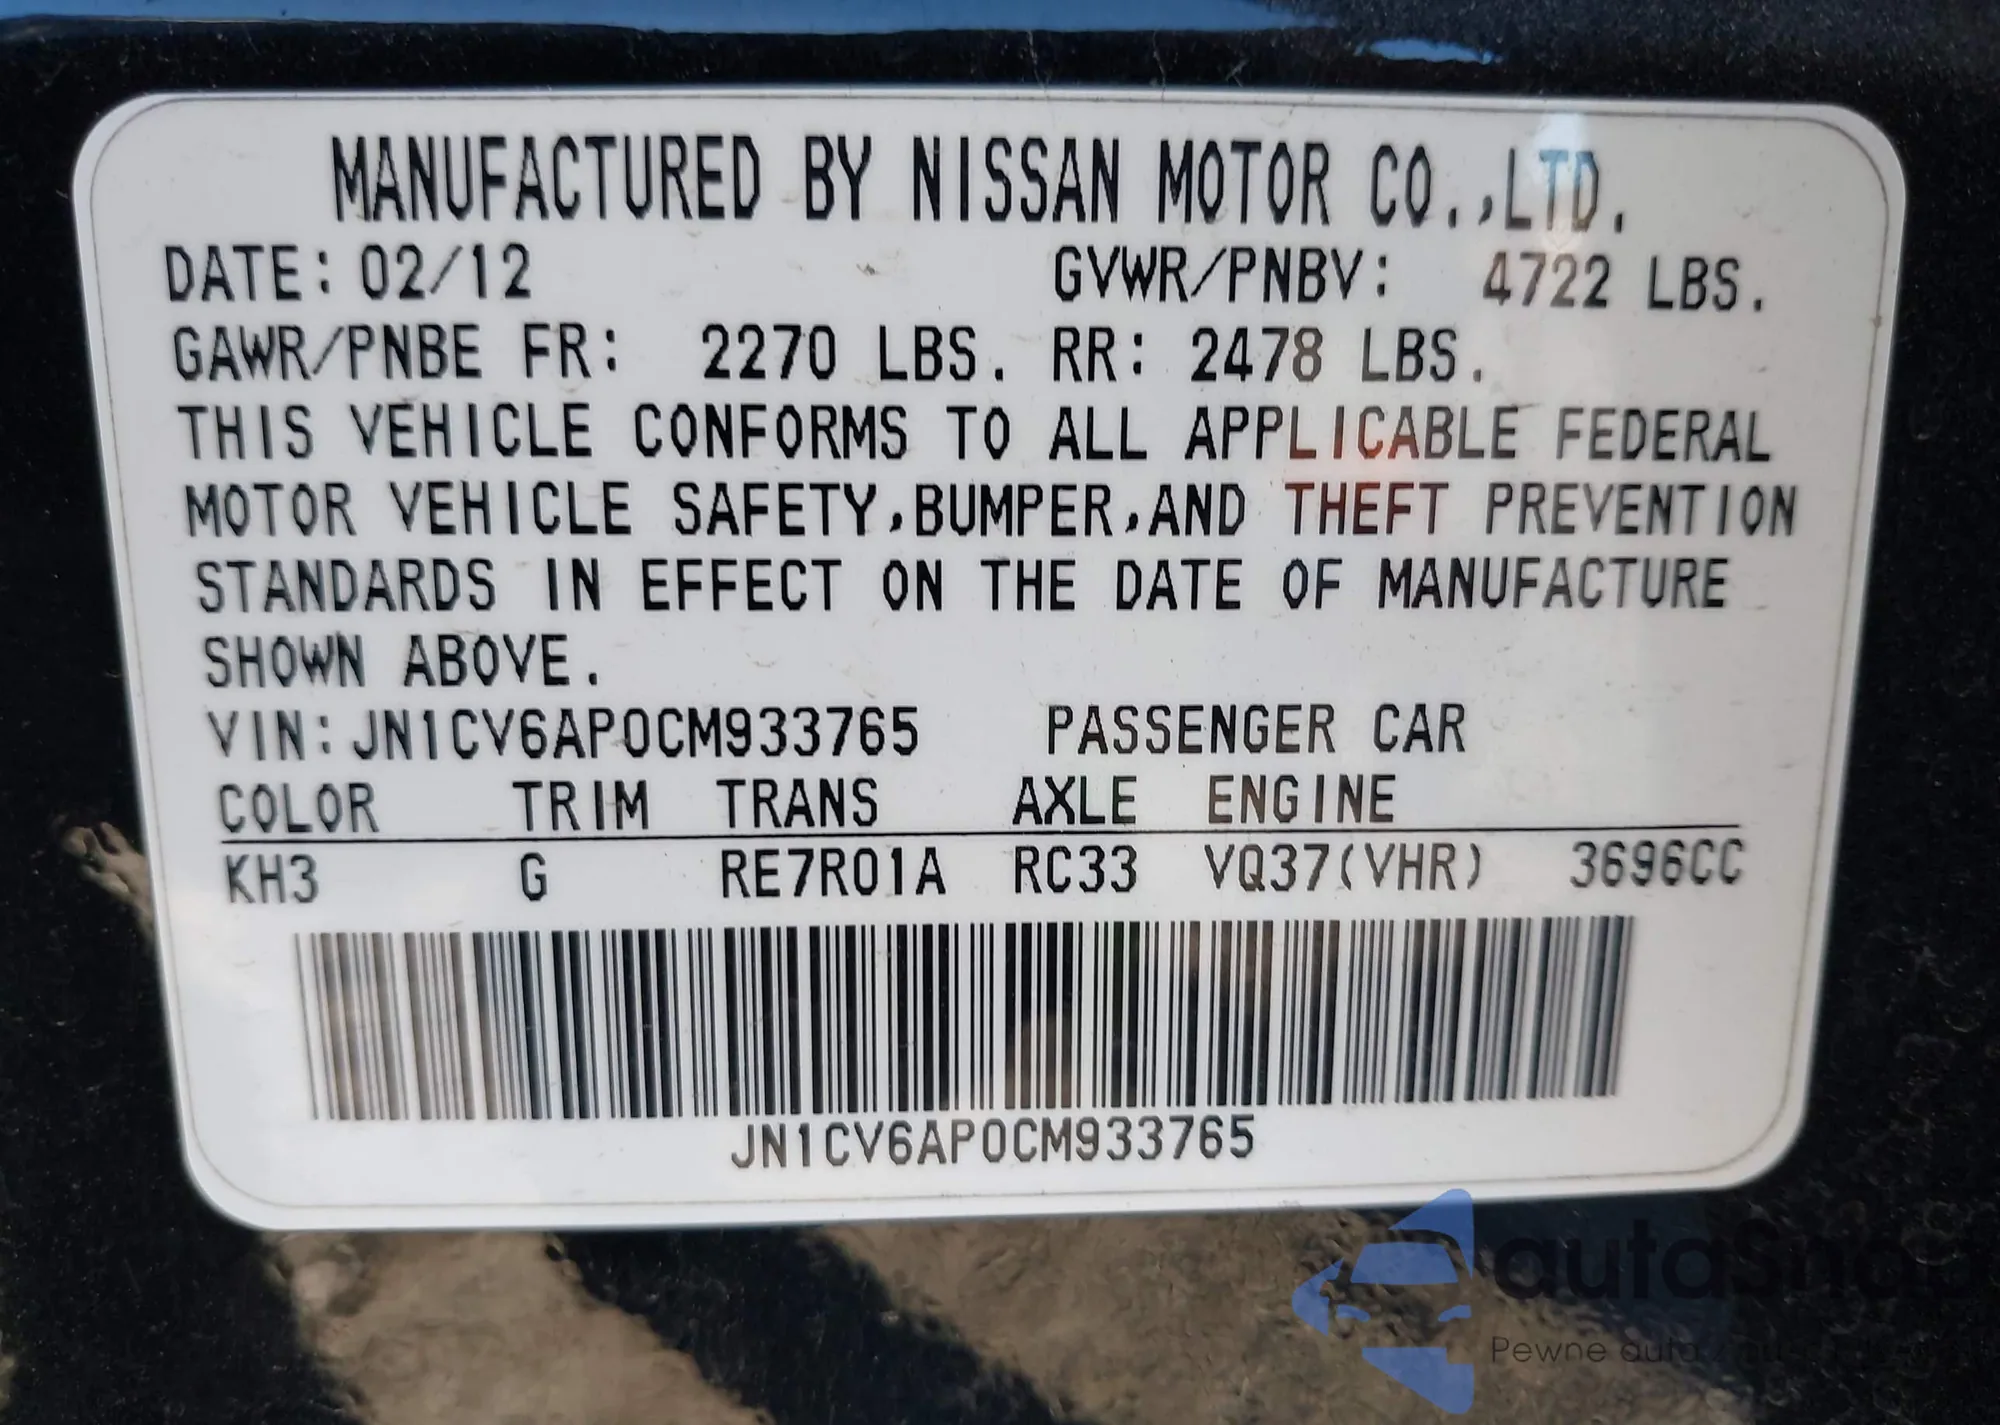 MANUFACTURED BY NISSAN MOTOR CO.,LTD.
DATE: 02/12 GVWR/PNBV: 4722 LBS.
GAWR/PNBE FR: 2270 LBS. RR: 2478 LBS.
THIS VEHICLE CONFORMS TO ALL APPLICABLE FEDERAL
MOTOR VEHICLE SAFETY,BUMPER,AND THEFT PREVENTION
STANDARDS IN EFFECT ON THE DATE OF MANUFACTURE
SHOWN ABOVE.
VIN:JN1CV6AP0CM933765 PASSENGER CAR
COLOR TRIM TRANS AXLE ENGINE
KH3 G RE7R01A RC33 VQ37(VHR) 3696CC
JN1CV6AP0CM933765
autoSnap
Pewne auta z